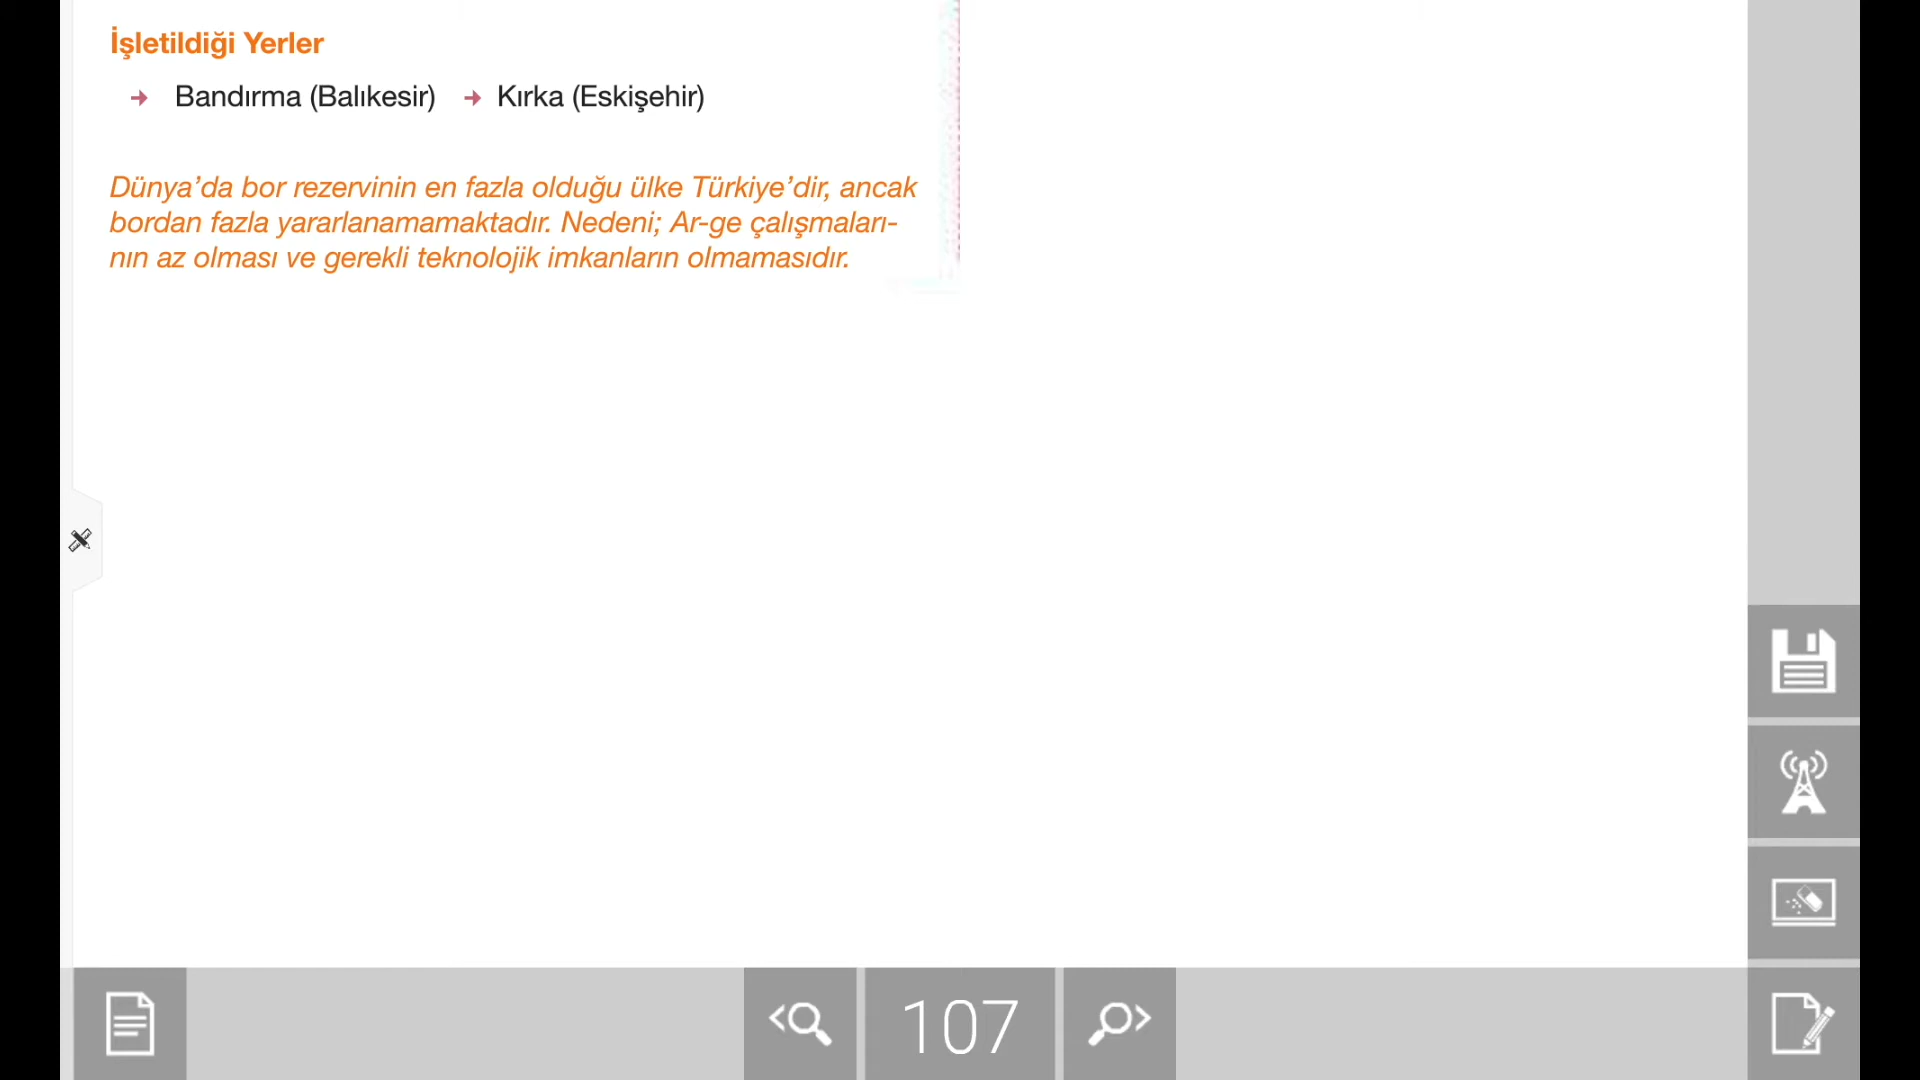 İşletildiği Yerler
→ Bandırma (Balıkesir) → Kırka (Eskişehir)
Dünya’da bor rezervinin en fazla olduğu ülke Türkiye’dir, ancak
bordan fazla yararlanamamaktadır. Nedeni; Ar-ge çalışmaları-
nın az olması ve gerekli teknolojik imkanların olmamasıdır.
107